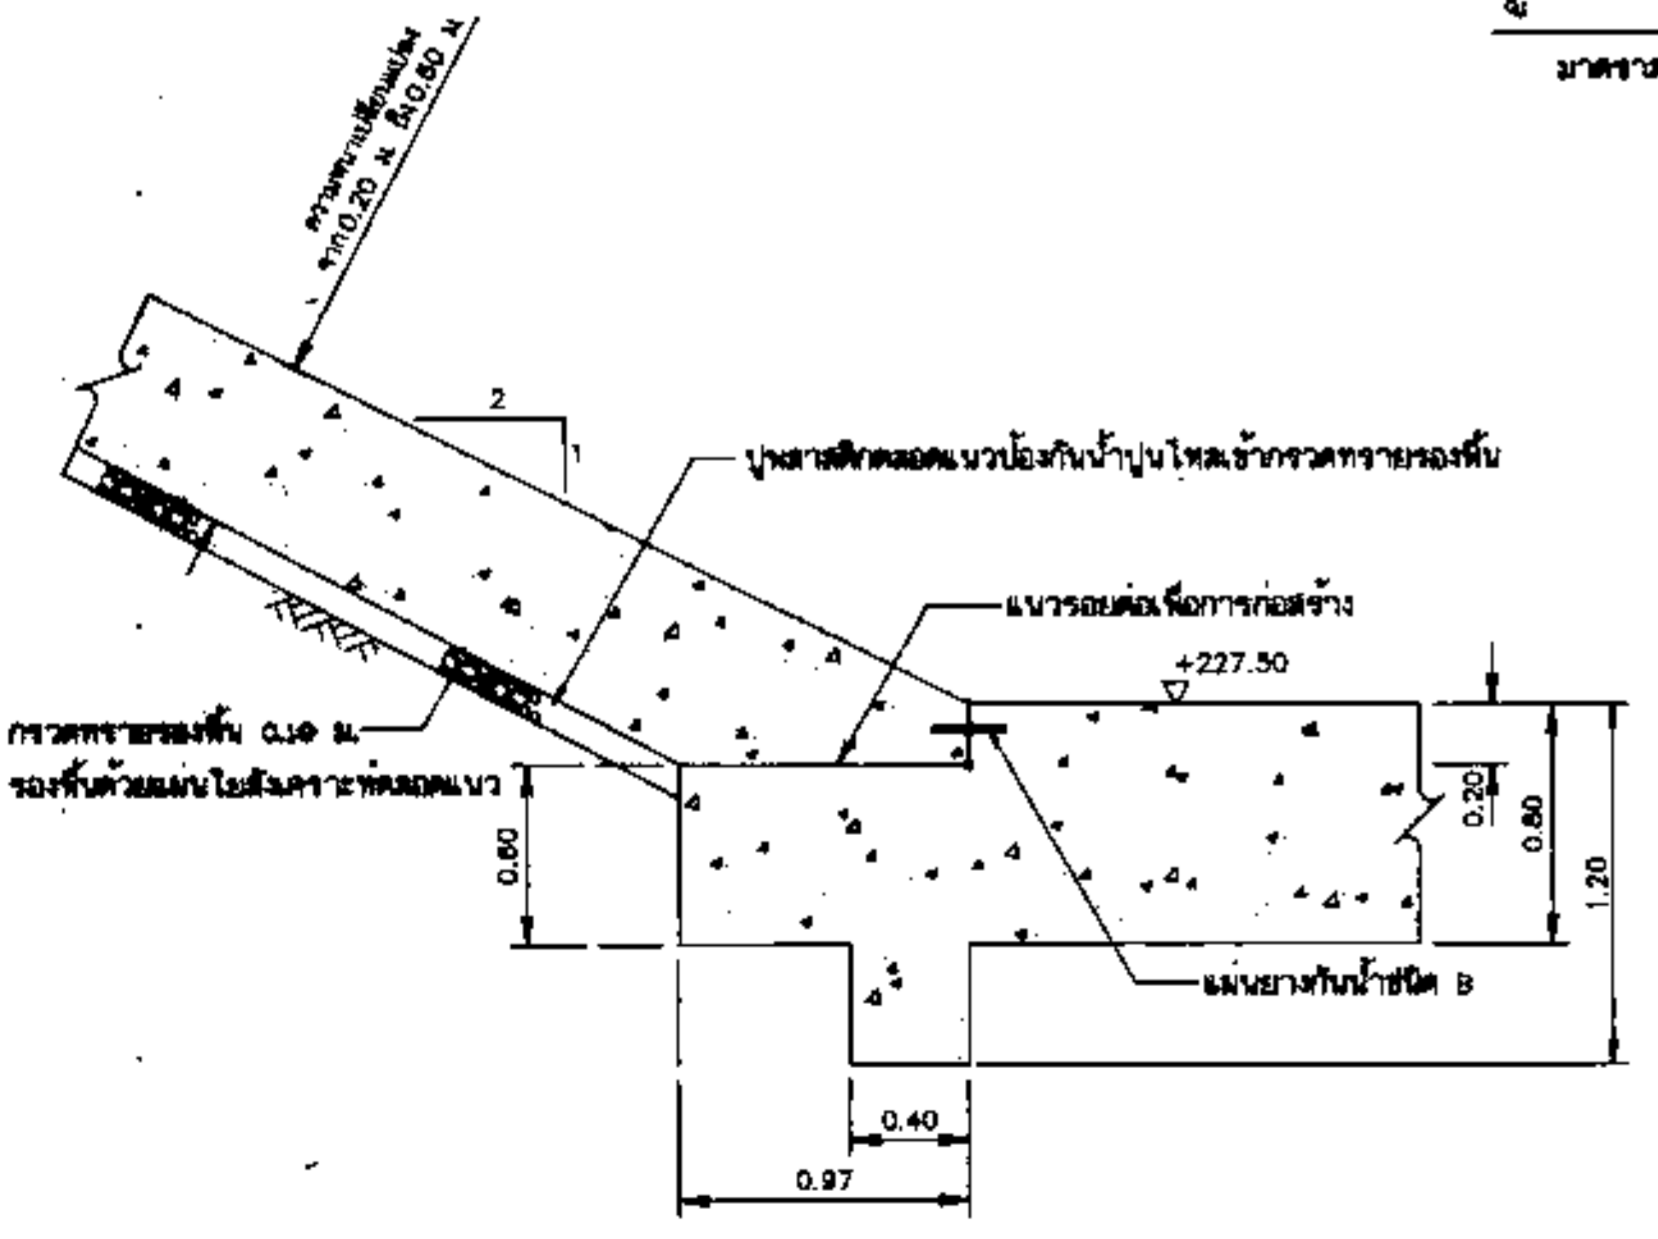 ความหนาเปลี่ยนแปลง
จาก 0.20 ม ถึง 0.60 ม
2
1
ปูพลาสติกตลอดแนวป้องกันน้ำปูนไหลเข้ากรวดทรายรองพื้น
แนวรอยต่อเพื่อการก่อสร้าง
+227.50
กรวดทรายรองพื้น 0.10 ม.
รองพื้นด้วยแผ่นใยสังเคราะห์ตลอดแนว
0.60
0.20
0.80
1.20
แผ่นยางกันน้ำชนิด B
0.40
0.97